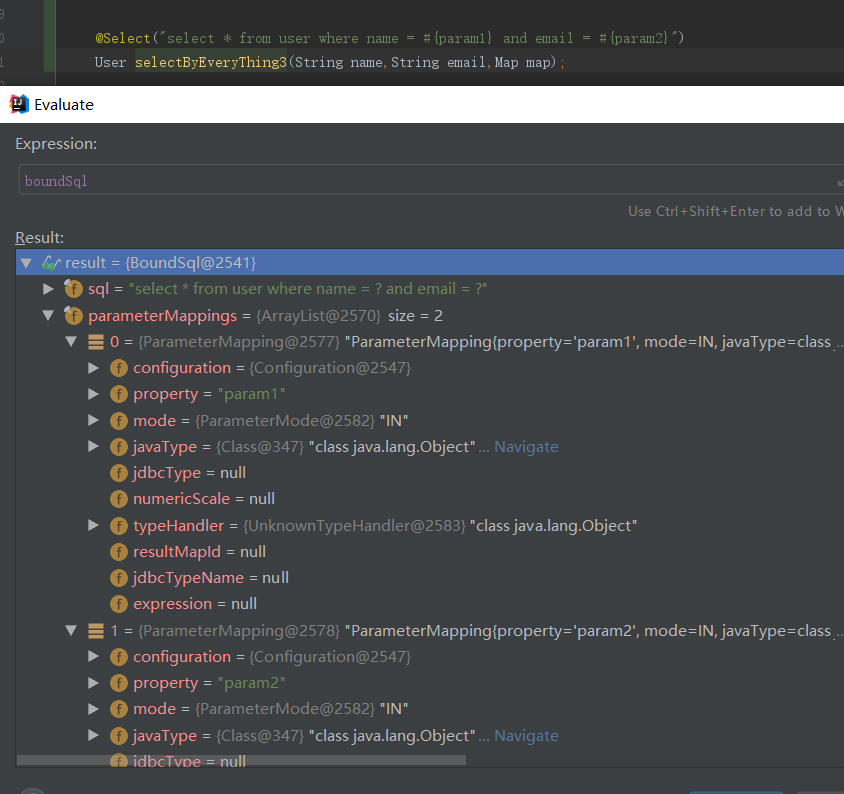 9
0
@Select("select * from user where name = #{param1} and email = #{param2}")
1
User selectByEveryThing3(String name,String email,Map map);
Evaluate
Expression:
boundSql
Use Ctrl+Shift+Enter to add to W
Result:
result = {BoundSql@2541}
sql = "select * from user where name = ? and email = ?"
parameterMappings = {ArrayList@2570} size = 2
0 = {ParameterMapping@2577} "ParameterMapping{property='param1', mode=IN, javaType=class ...
configuration = {Configuration@2547}
property = "param1"
mode = {ParameterMode@2582} "IN"
javaType = {Class@347} "class java.lang.Object" ... Navigate
jdbcType = null
numericScale = null
typeHandler = {UnknownTypeHandler@2583} "class java.lang.Object"
resultMapId = null
jdbcTypeName = null
expression = null
1 = {ParameterMapping@2578} "ParameterMapping{property='param2', mode=IN, javaType=class ...
configuration = {Configuration@2547}
property = "param2"
mode = {ParameterMode@2582} "IN"
javaType = {Class@347} "class java.lang.Object" ... Navigate
jdbcType = null